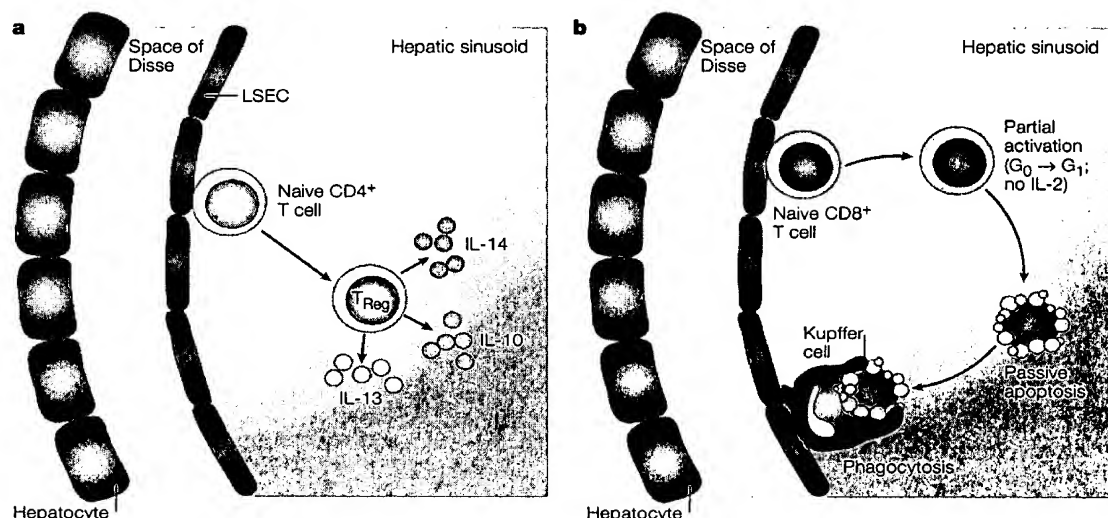 a
Space of
Disse
Hepatic sinusoid
LSEC
Naive CD4+
T cell
IL-14
TReg
IL-10
IL-13
Hepatocyte
b
Space of
Disse
Hepatic sinusoid
Partial
activation
(G0 → G1;
no IL-2)
Naive CD8+
T cell
Kupffer
cell
Passive
apoptosis
Phagocytosis
Hepatocyte